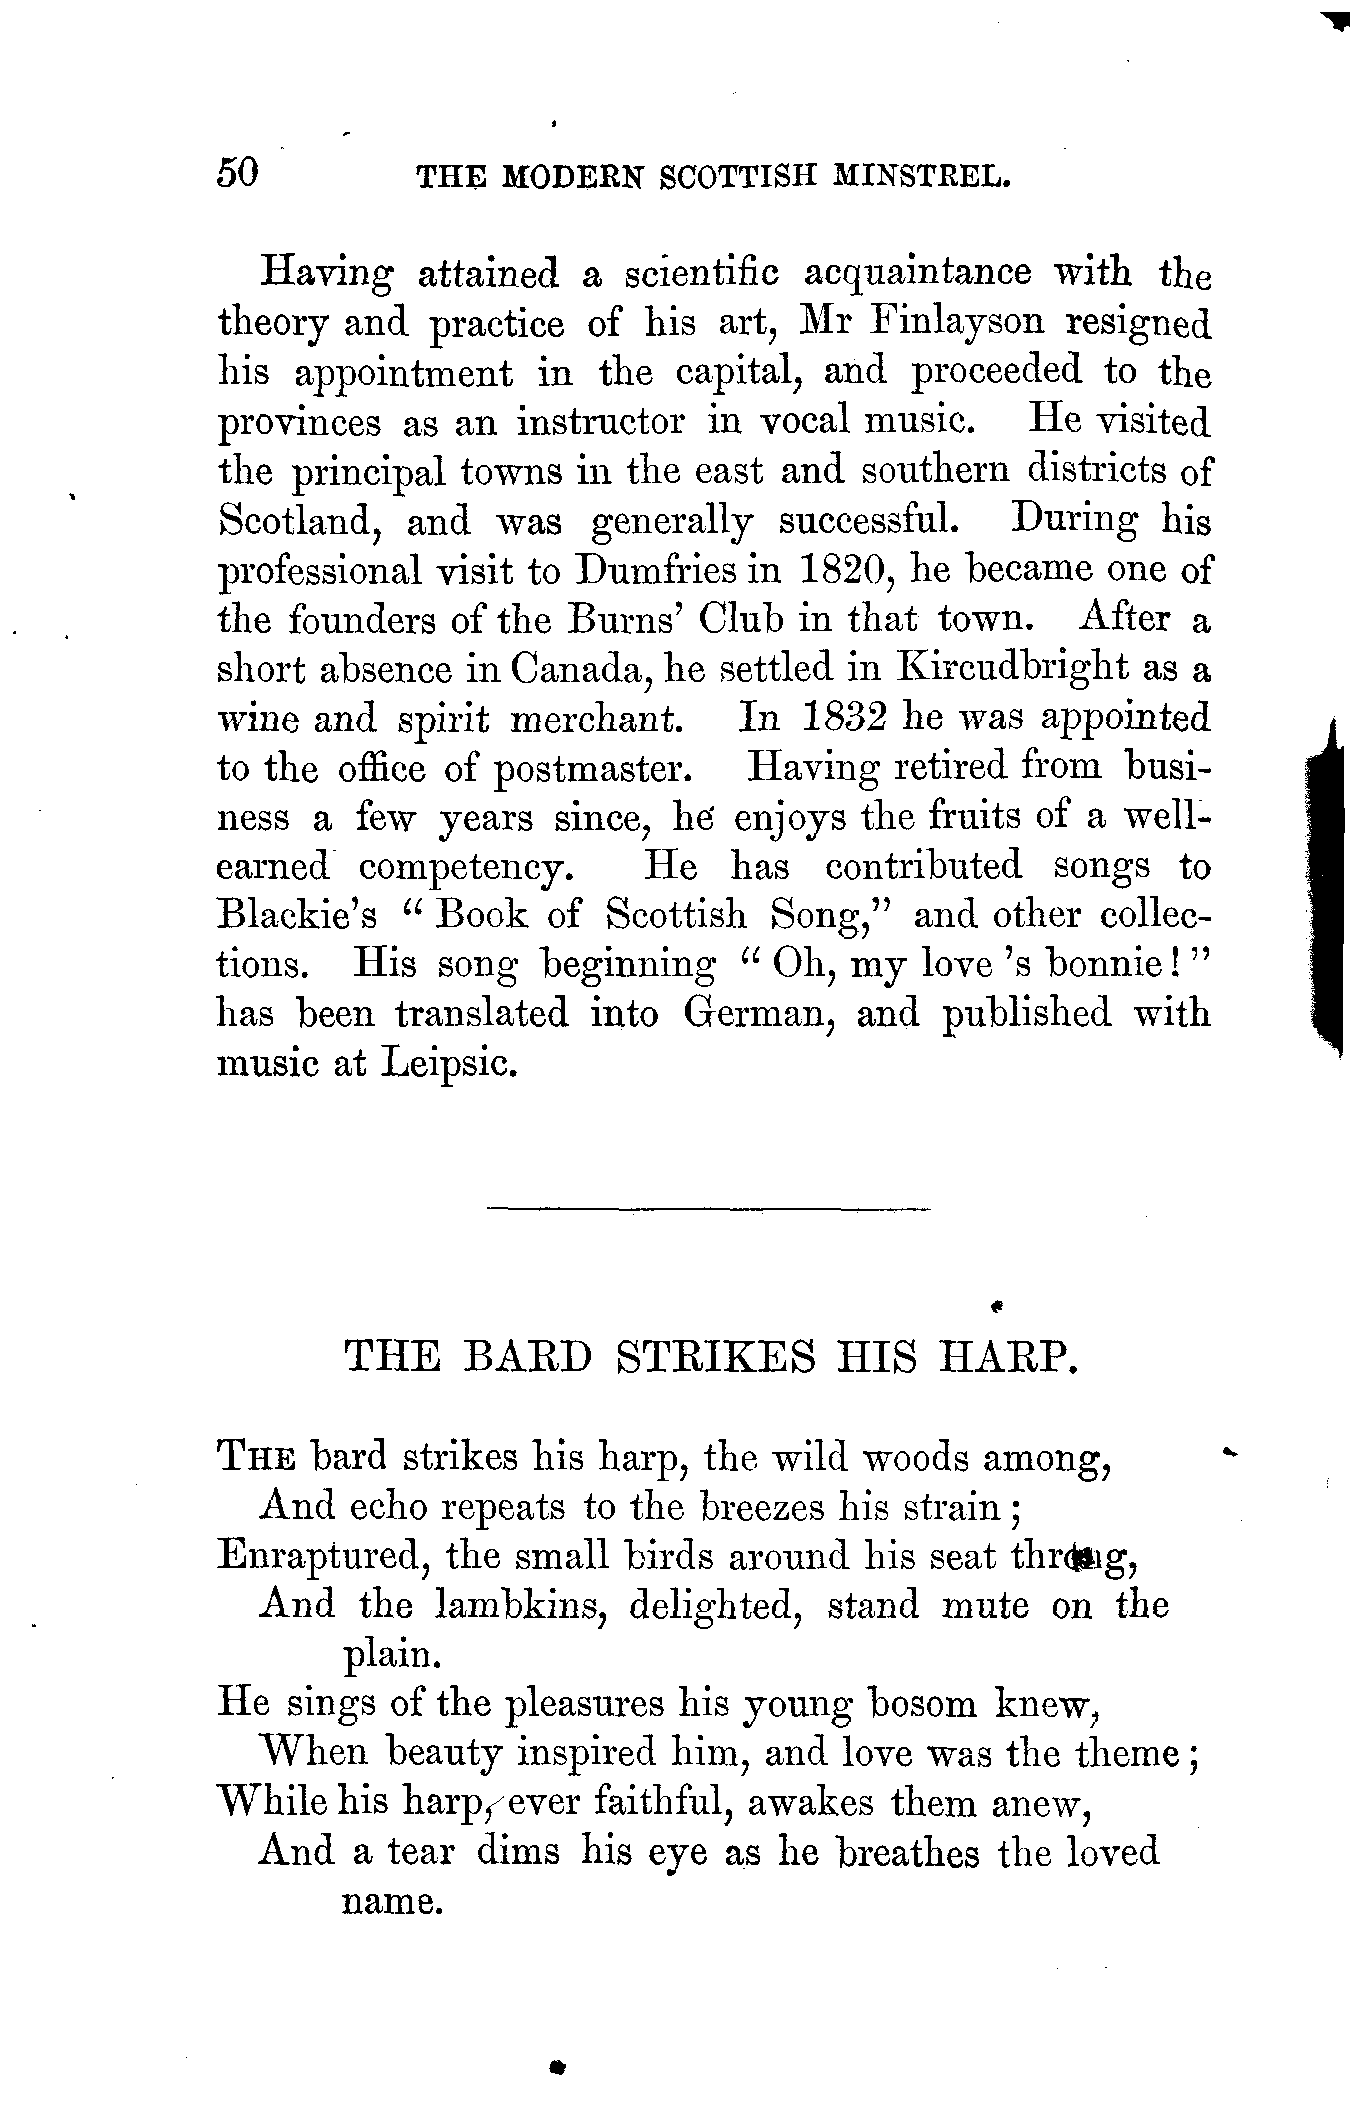 50 THE MODERN SCOTTISH MINSTREL.
Having attained a scientific acquaintance with the
theory and practice of his art, Mr Finlayson resigned
his appointment in the capital, and proceeded to the
provinces as an instructor in vocal music. He visited
the principal towns in the east and southern districts of
Scotland, and was generally successful. During his
professional visit to Dumfries in 1820, he became one of
the founders of the Burns' Club in that town. After a
short absence in Canada, he settled in Kircudbright as a
wine and spirit merchant. In 1832 he was appointed
to the office of postmaster. Having retired from busi-
ness a few years since, he enjoys the fruits of a well-
earned competency. He has contributed songs to
Blackie's “ Book of Scottish Song,” and other collec-
tions. His song beginning “ Oh, my love 's bonnie! ”
has been translated into German, and published with
music at Leipsic.
THE BARD STRIKES HIS HARP.
THE bard strikes his harp, the wild woods among,
And echo repeats to the breezes his strain ;
Enraptured, the small birds around his seat throng,
And the lambkins, delighted, stand mute on the
plain.
He sings of the pleasures his young bosom knew,
When beauty inspired him, and love was the theme ;
While his harp, ever faithful, awakes them anew,
And a tear dims his eye as he breathes the loved
name.